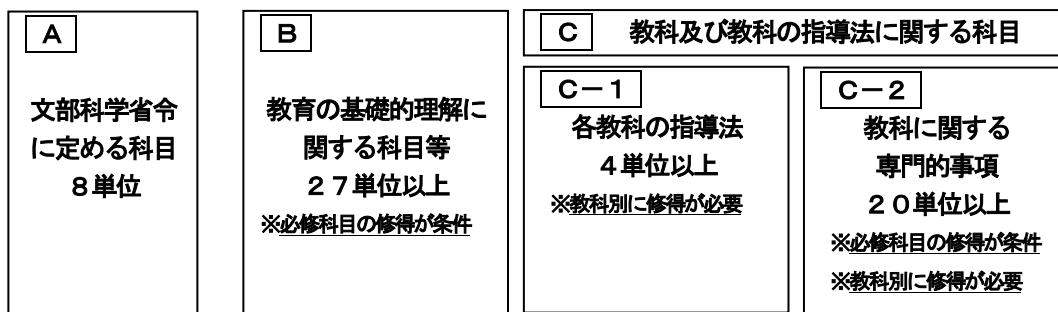 A
文部科学省令
に定める科目
8単位
B
教育の基礎的理解に
関する科目等
27単位以上
※必修科目の修得が条件
C 教科及び教科の指導法に関する科目
C-1
各教科の指導法
4単位以上
※教科別に修得が必要
C-2
教科に関する
専門的事項
20単位以上
※必修科目の修得が条件
※教科別に修得が必要